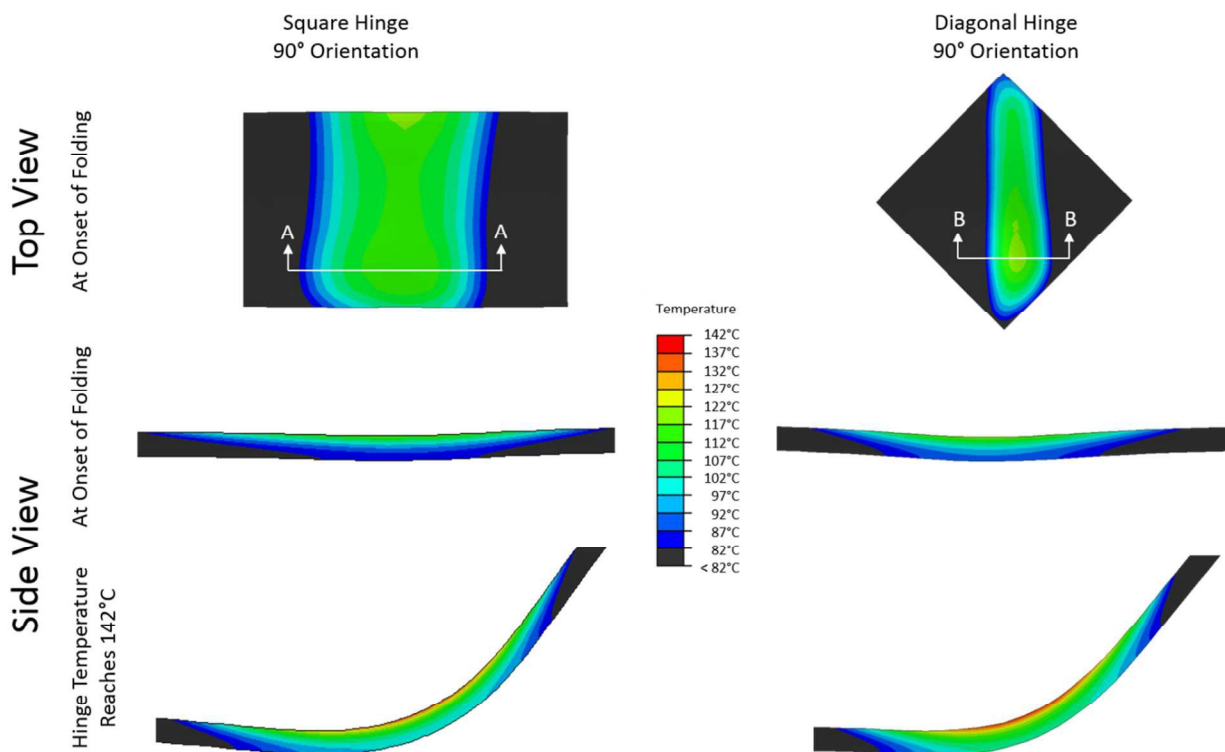 Square Hinge
90° Orientation
Diagonal Hinge
90° Orientation
Top View
At Onset of Folding
A
A
B
B
Temperature
142°C
137°C
132°C
127°C
122°C
117°C
112°C
107°C
102°C
97°C
92°C
87°C
82°C
< 82°C
Side View
At Onset of Folding
Hinge Temperature
Reaches 142°C